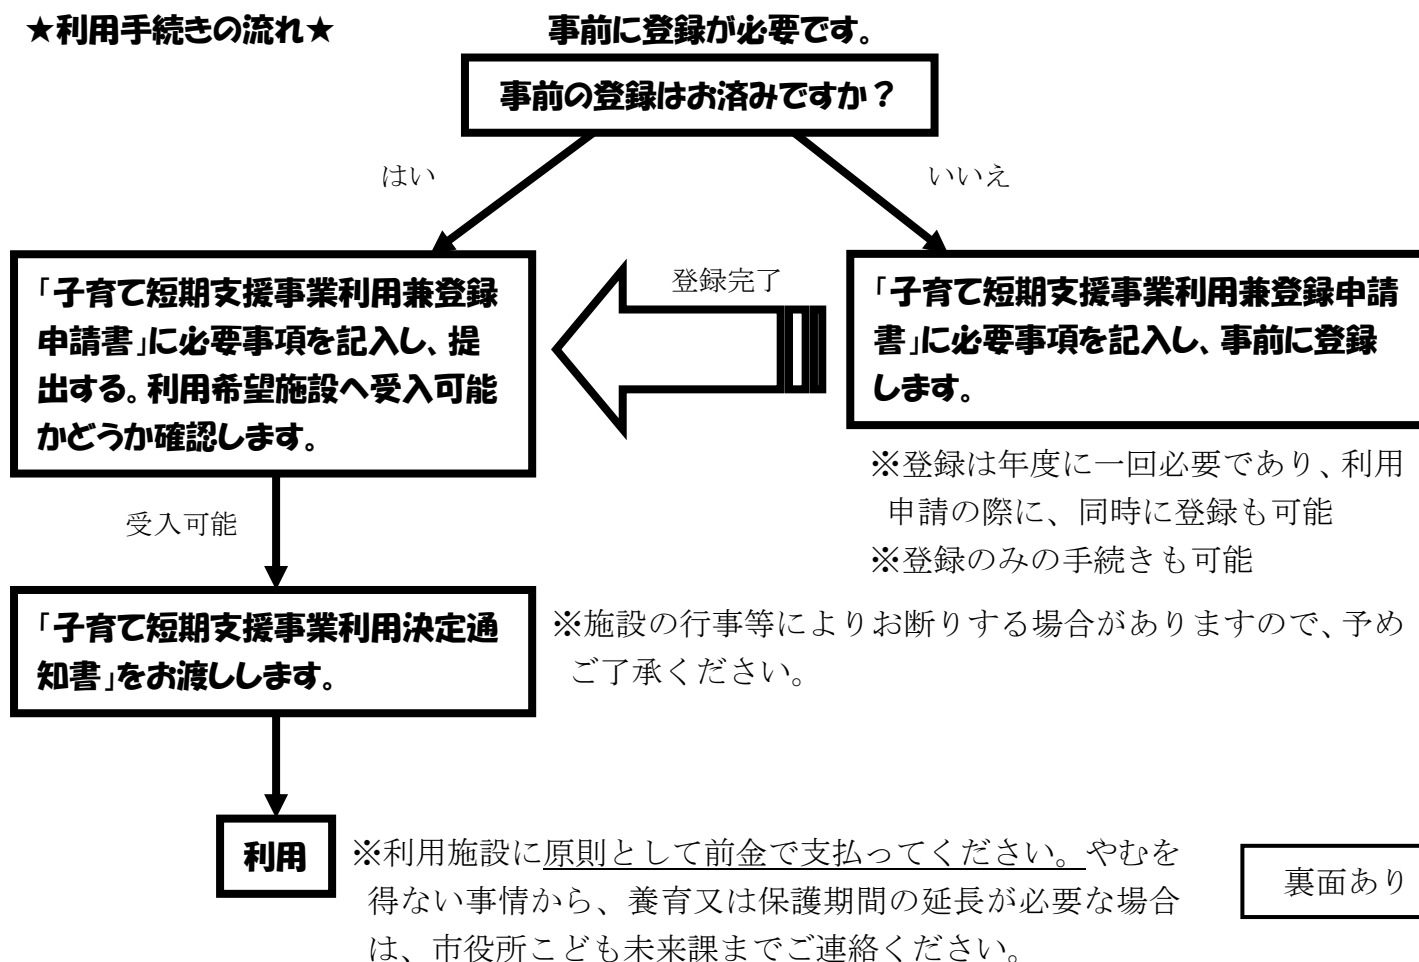 ★利用手続きの流れ★
事前に登録が必要です。
事前の登録はお済みですか？
はい
いいえ
「子育て短期支援事業利用兼登録
申請書」に必要事項を記入し、提
出する。利用希望施設へ受入可能
かどうか確認します。
登録完了
「子育て短期支援事業利用兼登録申請
書」に必要事項を記入し、事前に登録
します。
※登録は年度に一回必要であり、利用
申請の際に、同時に登録も可能
※登録のみの手続きも可能
受入可能
「子育て短期支援事業利用決定通
知書」をお渡しします。
※施設の行事等によりお断りする場合がありますので、予め
ご了承ください。
利用
※利用施設に原則として前金で支払ってください。やむを
得ない事情から、養育又は保護期間の延長が必要な場合
は、市役所こども未来課までご連絡ください。
裏面あり